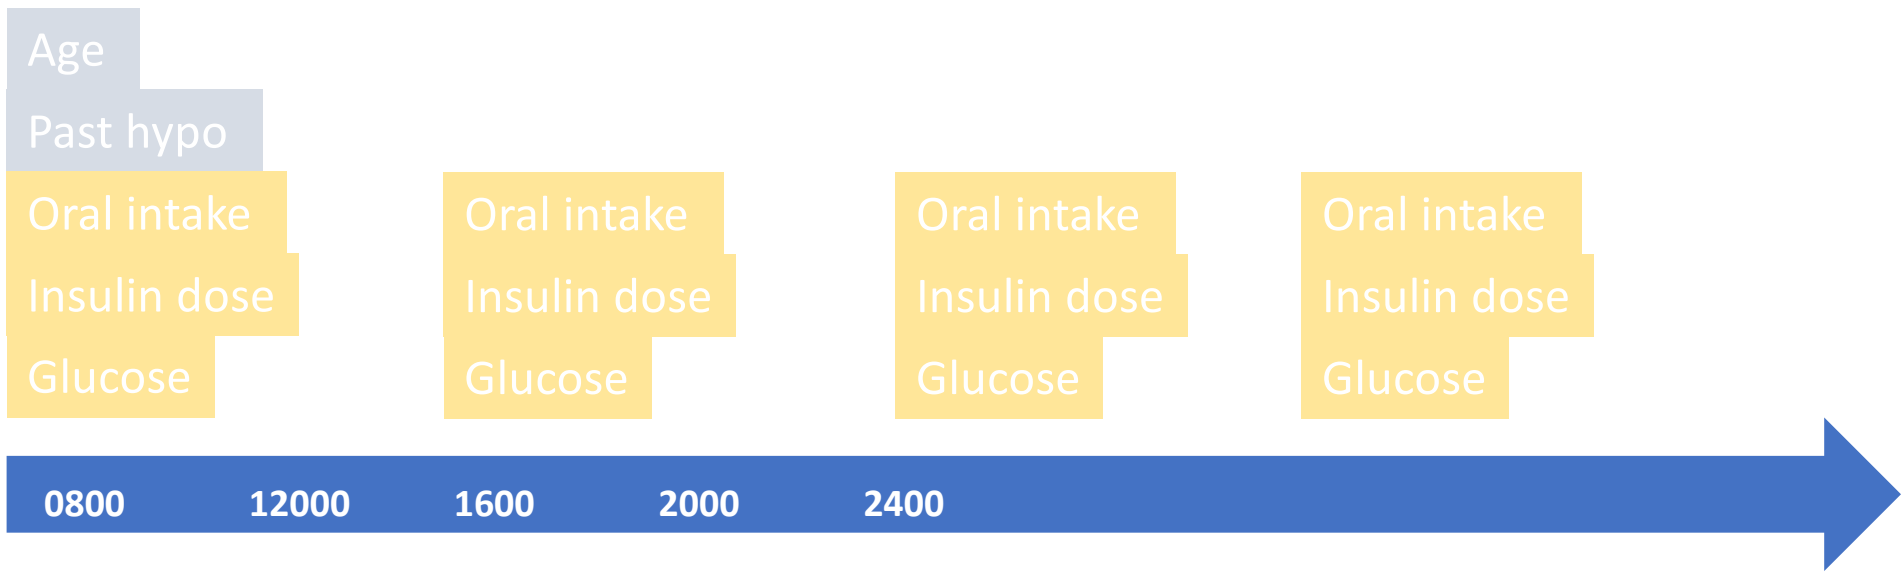 Age
Past hypo
Oral intake Oral intake Oral intake Oral intake
Insulin dose Insulin dose Insulin dose Insulin dose
Glucose Glucose Glucose Glucose
0800 12000 1600 2000 2400